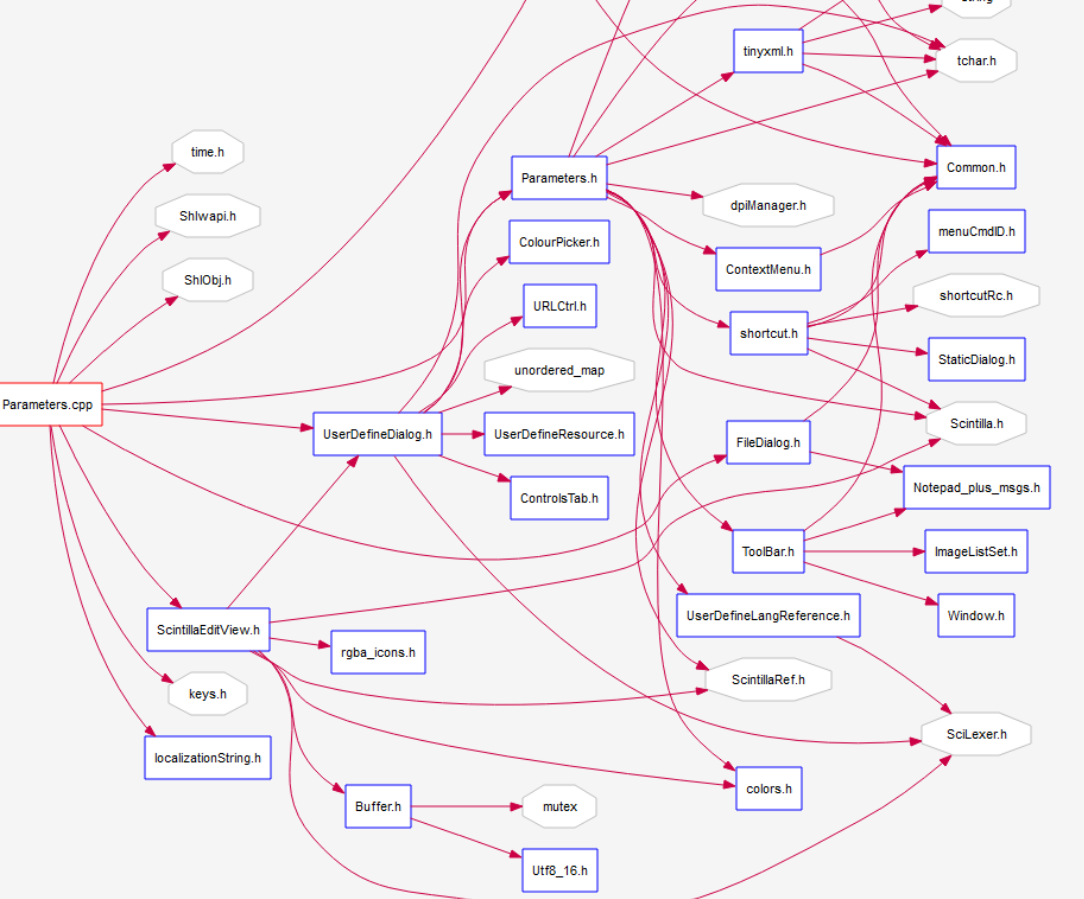 tinyxml.h
tchar.h
time.h
Common.h
Parameters.h
dpiManager.h
Shlwapi.h
menuCmdID.h
ColourPicker.h
ContextMenu.h
ShlObj.h
shortcutRc.h
URLCtrl.h
shortcut.h
StaticDialog.h
unordered_map
Parameters.cpp
Scintilla.h
UserDefineDialog.h
UserDefineResource.h
FileDialog.h
Notepad_plus_msgs.h
ControlsTab.h
ToolBar.h
ImageListSet.h
UserDefineLangReference.h
Window.h
ScintillaEditView.h
rgba_icons.h
ScintillaRef.h
keys.h
SciLexer.h
localizationString.h
colors.h
Buffer.h
mutex
Utf8_16.h